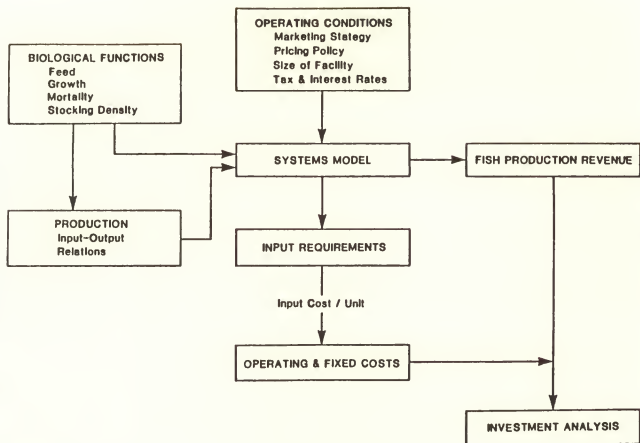 OPERATING CONDITIONS
Marketing Stategy
Pricing Policy
Size of Facility
Tax & Interest Rates
BIOLOGICAL FUNCTIONS
Feed
Growth
Mortality
Stocking Density
SYSTEMS MODEL
FISH PRODUCTION REVENUE
PRODUCTION
Input-Output
Relations
INPUT REQUIREMENTS
Input Cost / Unit
OPERATING & FIXED COSTS
INVESTMENT ANALYSIS